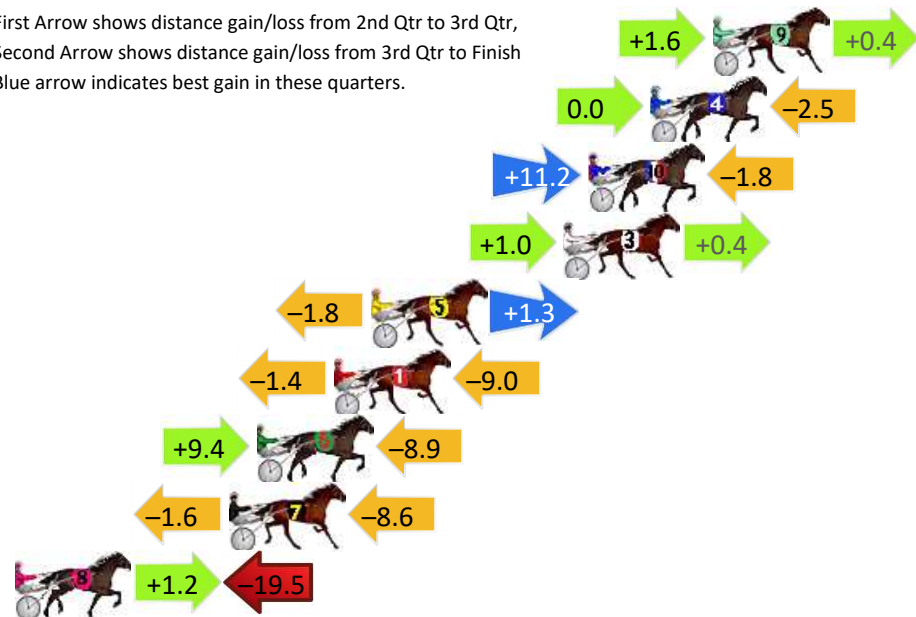 First Arrow shows distance gain/loss from 2nd Qtr to 3rd Qtr,
Second Arrow shows distance gain/loss from 3rd Qtr to Finish
Blue arrow indicates best gain in these quarters.
+1.6 9 +0.4
0.0 4 –2.5
+11.2 10 –1.8
+1.0 3 +0.4
–1.8 5 +1.3
–1.4 1 –9.0
+9.4 –8.9
–1.6 7 –8.6
8 +1.2 –19.5